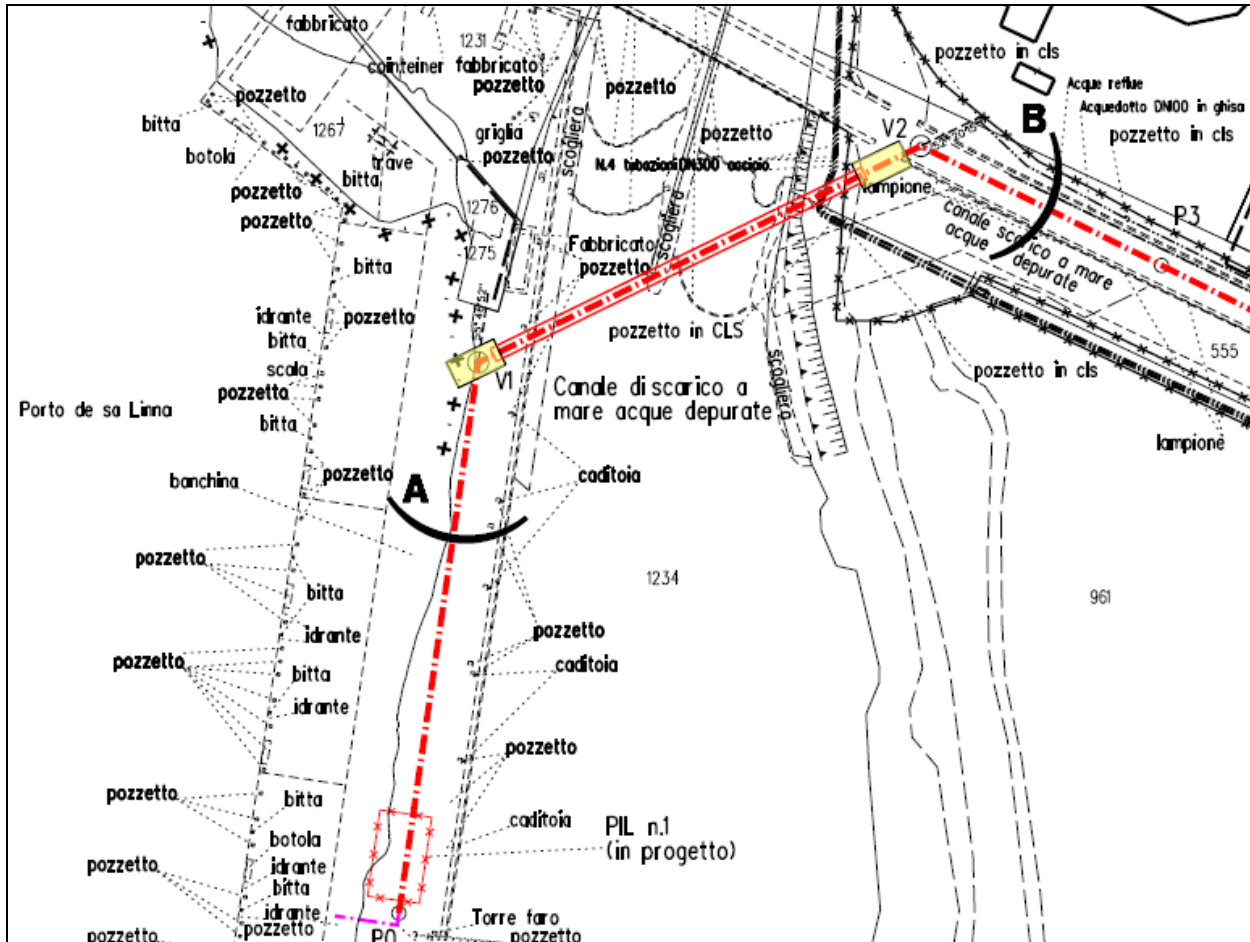 fabbricato
1231
cointeiner
fabbricato
pozzetto
pozzetto
pozzetto in cls
Acque reflue
Acquedotto DN100 in ghisa
B
pozzetto in cls
pozzetto
bitta
1267
botola
trave
bitta
griglia
pozzetto
scogliera
pozzetto
V2
N.4 tubazioni DN300 acciaio
lampione
pozzetto
pozzetto
1276
1275
scogliera
Fabbricato
pozzetto
canale scarico a mare
acque
depurate
P3
bitta
idrante
pozzetto
bitta
scala
pozzetto
bitta
V1
pozzetto in CLS
scogliera
555
pozzetto in cls
Porto de sa Linna
Canale di scarico a
mare acque depurate
lampione
banchina
pozzetto
A
caditoia
pozzetto
bitta
idrante
1234
961
pozzetto
pozzetto
bitta
idrante
caditoia
pozzetto
pozzetto
bitta
botola
caditoia
PIL n.1
(in progetto)
pozzetto
idrante
bitta
idrante
Torre faro
pozzetto
pozzetto
P0
pozzetto